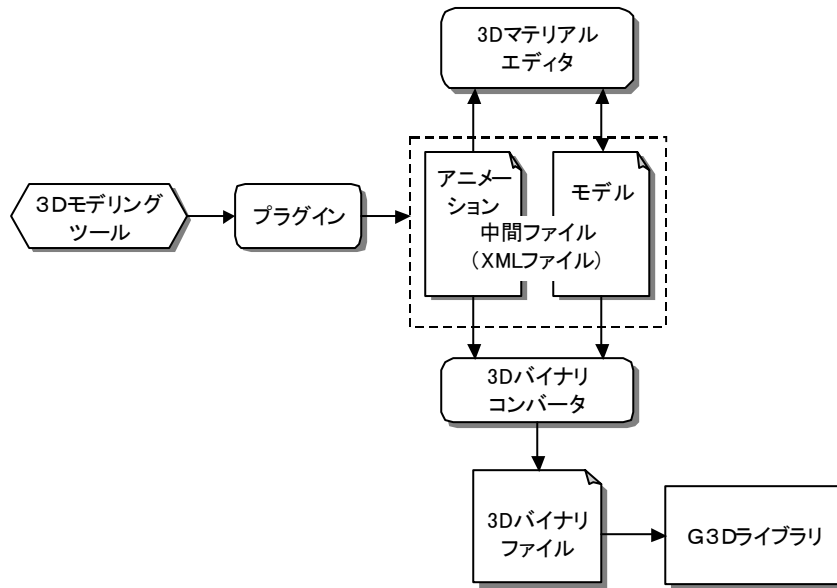 3Dマテリアル
エディタ
アニメー
ション
モデル
3Dモデリング
ツール
プラグイン
中間ファイル
（XMLファイル）
3Dバイナリ
コンバータ
3Dバイナリ
ファイル
G3Dライブラリ